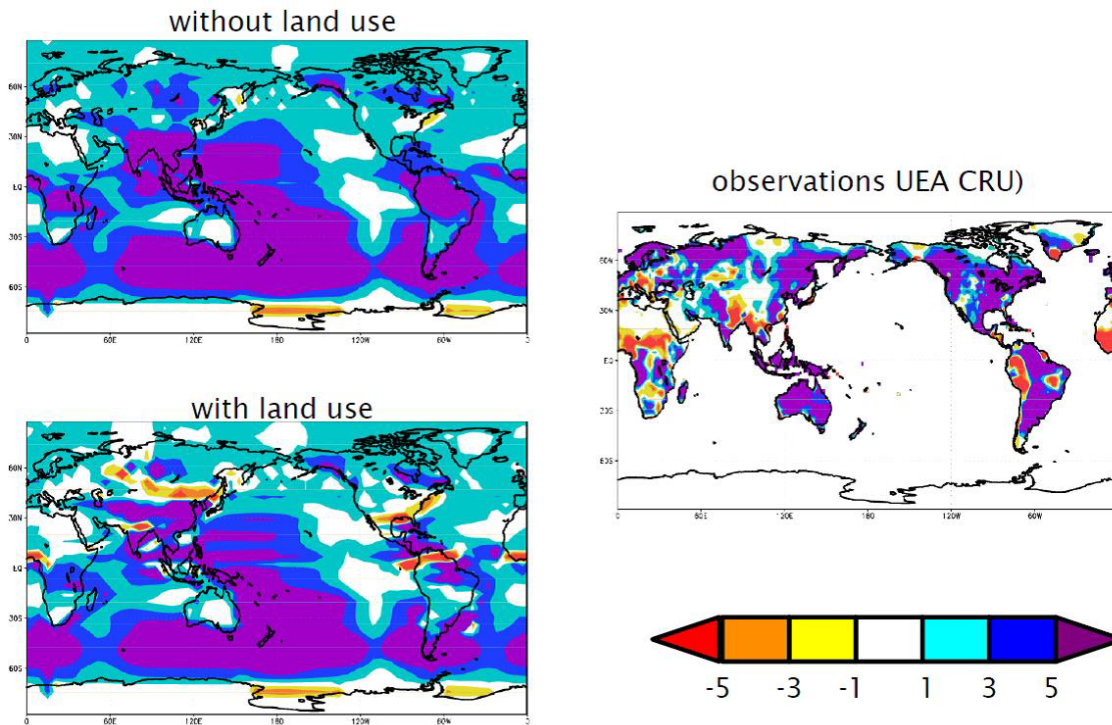 without land use
60N
30N
EQ
30S
60S
0 60E 120E 180 120W 60W
with land use
60N
30N
EQ
30S
60S
0 60E 120E 180 120W 60W
observations UEA CRU)
60N
30N
EQ
30S
60S
0 60E 120E 180 120W 60W
-5 -3 -1 1 3 5